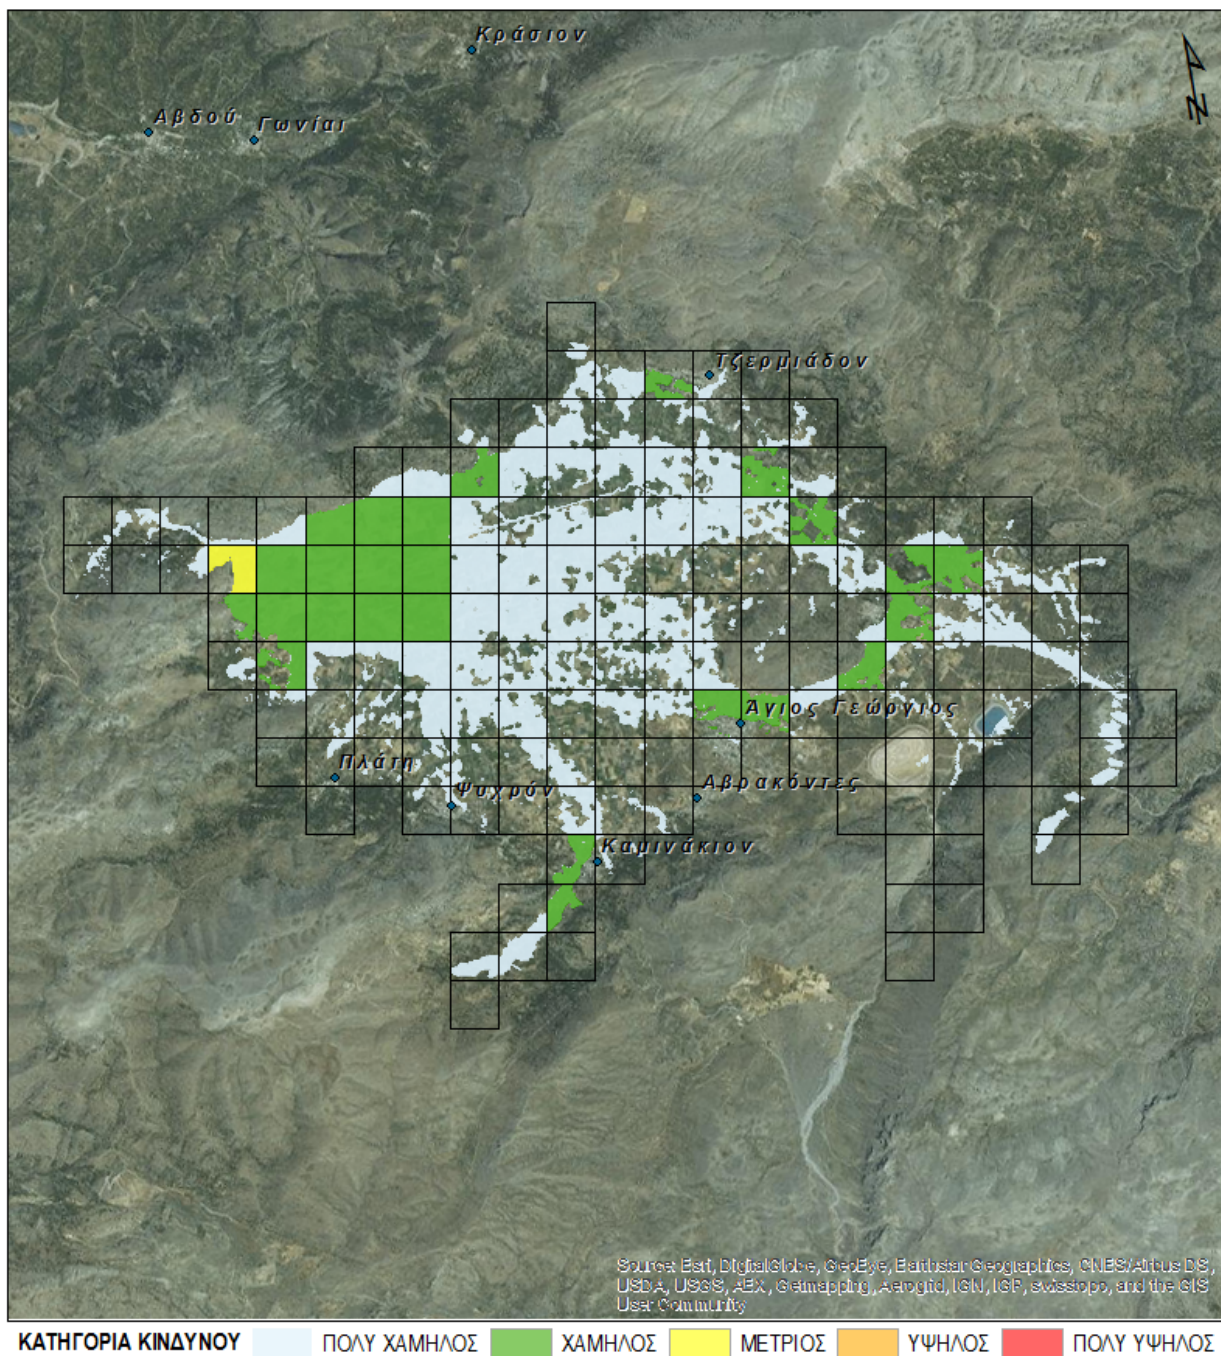 Κράσιον
Αβδού
Γωνίαι
N
Τζερμιάδον
Άγιος Γεώργιος
Πλάτη
Ψυχρόν
Αβρακόντες
Καμινάκιον
Source: Esri, DigitalGlobe, GeoEye, Earthstar Geographics, CNES/Airbus DS,
USDA, USGS, AEX, Getmapping, Aerogrid, IGN, IGP, swisstopo, and the GIS
User Community
ΚΑΤΗΓΟΡΙΑ ΚΙΝΔΥΝΟΥ ΠΟΛΥ ΧΑΜΗΛΟΣ ΧΑΜΗΛΟΣ ΜΕΤΡΙΟΣ ΥΨΗΛΟΣ ΠΟΛΥ ΥΨΗΛΟΣ